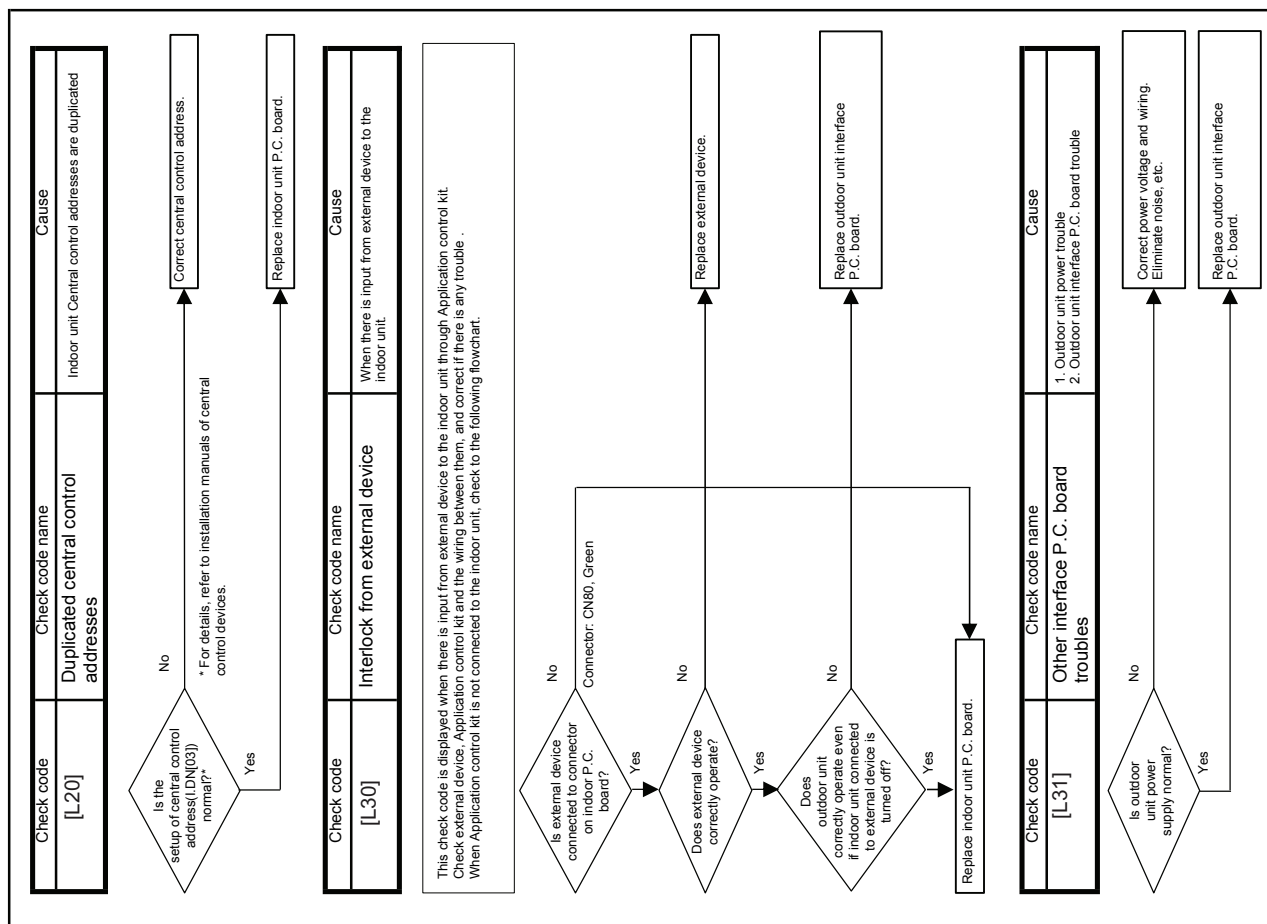 Check code
Check code name
Cause
[L20]
Duplicated central control
addresses
Indoor unit Central control addresses are duplicated
Is the
setup of central control
address(I.DN[03])
normal?*
No
Correct central control address.
* For details, refer to installation manuals of central
control devices.
Yes
Replace indoor unit P.C. board.
Check code
Check code name
Cause
[L30]
Interlock from external device
When there is input from external device to the
indoor unit.
This check code is displayed when there is input from external device to the indoor unit through Application control kit.
Check external device, Application control kit and the wiring between them, and correct if there is any trouble .
When Application control kit is not connected to the indoor unit, check to the following flowchart.
Is external device
connected to connector
on indoor P.C.
board?
No
Connector: CN80, Green
Yes
Does external device
correctly operate?
No
Replace external device.
Yes
Does
outdoor unit
correctly operate even
if indoor unit connected
to external device is
turned off?
No
Replace outdoor unit interface
P.C. board.
Yes
Replace indoor unit P.C. board.
Check code
Check code name
Cause
[L31]
Other interface P.C. board
troubles
1. Outdoor unit power trouble
2. Outdoor unit interface P.C. board trouble
Is outdoor
unit power
supply normal?
No
Correct power voltage and wiring.
Eliminate noise, etc.
Yes
Replace outdoor unit interface
P.C. board.